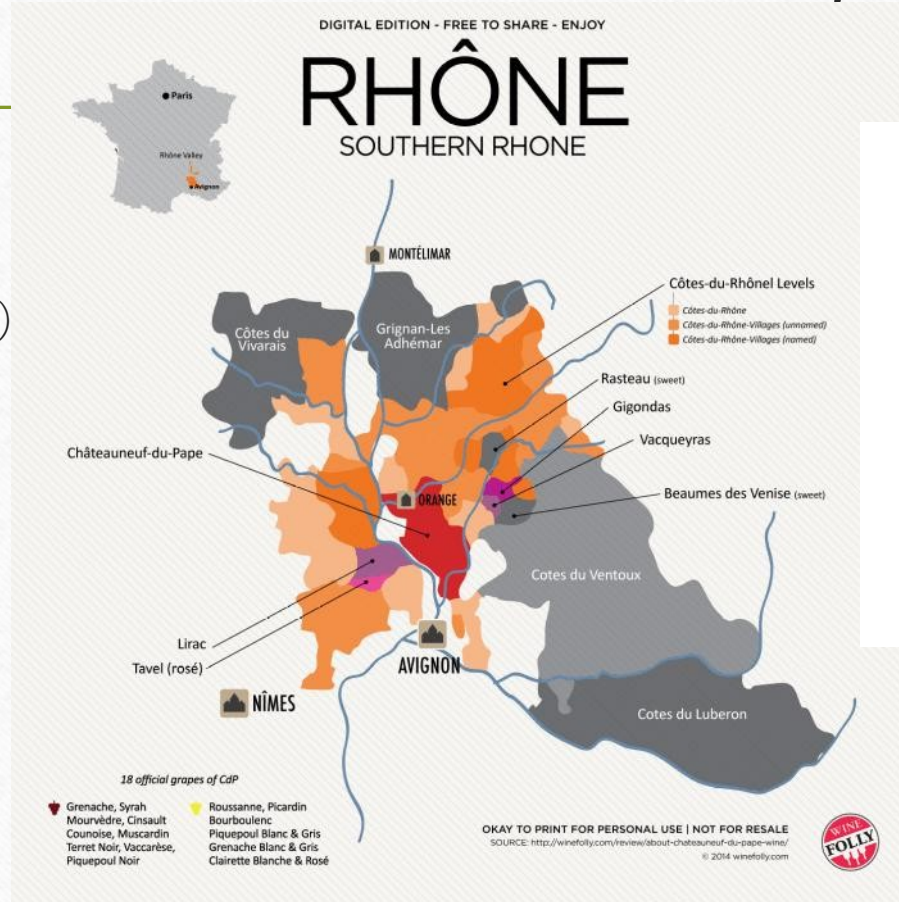 DIGITAL EDITION - FREE TO SHARE - ENJOY
RHÔNE
SOUTHERN RHONE
Paris
Rhône Valley
Avignon
MONTÉLIMAR
Côtes-du-Rhônel Levels
Côtes-du-Rhône
Côtes-du-Rhône-Villages (unnamed)
Côtes-du-Rhône-Villages (named)
Côtes du
Vivarais
Grignan-Les
Adhémar
Rasteau (sweet)
Gigondas
Vacqueyras
Châteauneuf-du-Pape
ORANGE
Beaumes des Venise (sweet)
Cotes du Ventoux
Lirac
Tavel (rosé)
AVIGNON
NÎMES
Cotes du Luberon
18 official grapes of CdP
Grenache, Syrah
Mourvèdre, Cinsault
Counoise, Muscardin
Terret Noir, Vaccarèse,
Piquepoul Noir
Roussanne, Picardin
Bourboulenc
Piquepoul Blanc & Gris
Grenache Blanc & Gris
Clairette Blanche & Rosé
OKAY TO PRINT FOR PERSONAL USE | NOT FOR RESALE
SOURCE: http://winefolly.com/review/about-chateauneuf-du-pape-wine/
© 2014 winefolly.com
WINE
FOLLY